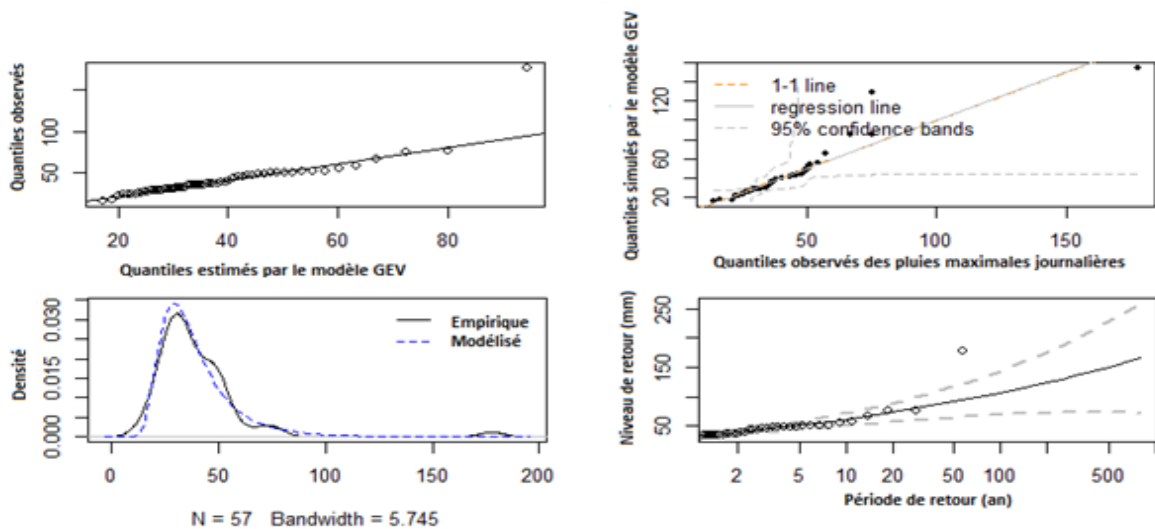 Quantiles observés
50
100
20
40
60
80
Quantiles estimés par le modèle GEV
Quantiles simulés par le modèle GEV
20
60
120
1-1 line
regression line
95% confidence bands
50
100
150
Quantiles observés des pluies maximales journalières
Densité
0.000
0.015
0.030
Empirique
Modélisé
0
50
100
150
200
N = 57 Bandwidth = 5.745
Niveau de retour (mm)
50
150
250
2
5
10
20
50
100
500
Période de retour (an)